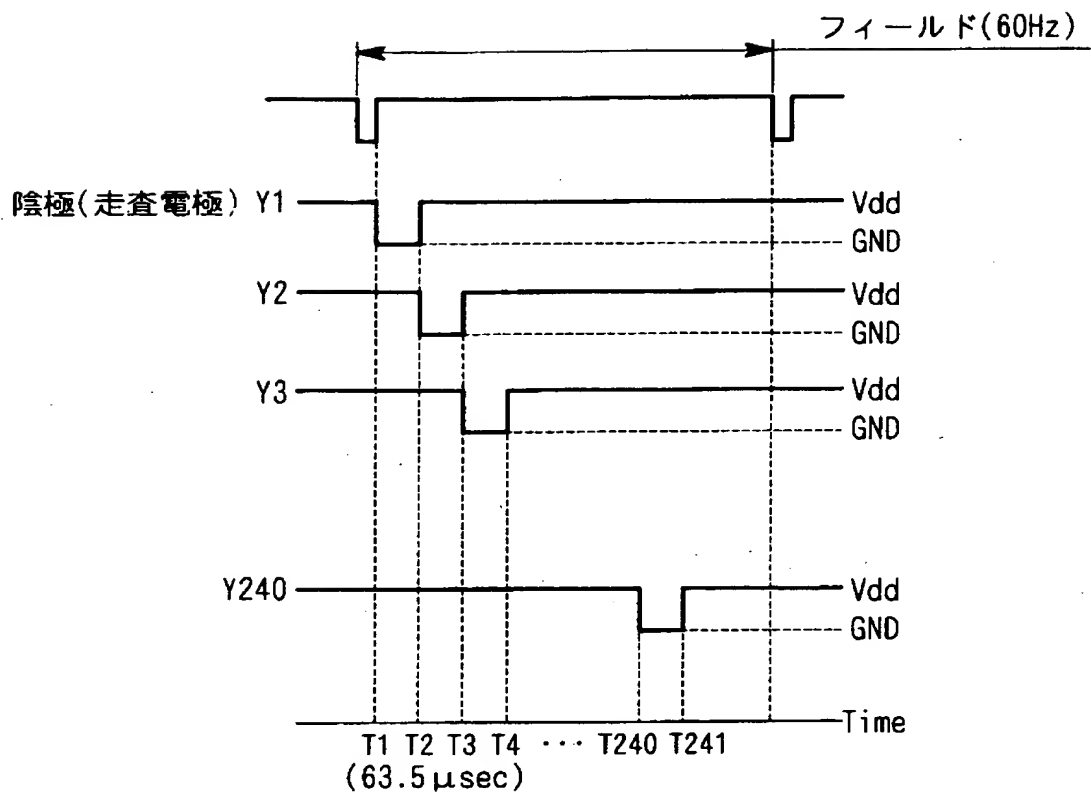 フィールド(60Hz)
陰極(走査電極) Y1
Vdd
GND
Y2
Vdd
GND
Y3
Vdd
GND
Y240
Vdd
GND
Time
T1 T2 T3 T4 ··· T240 T241
(63.5μsec)